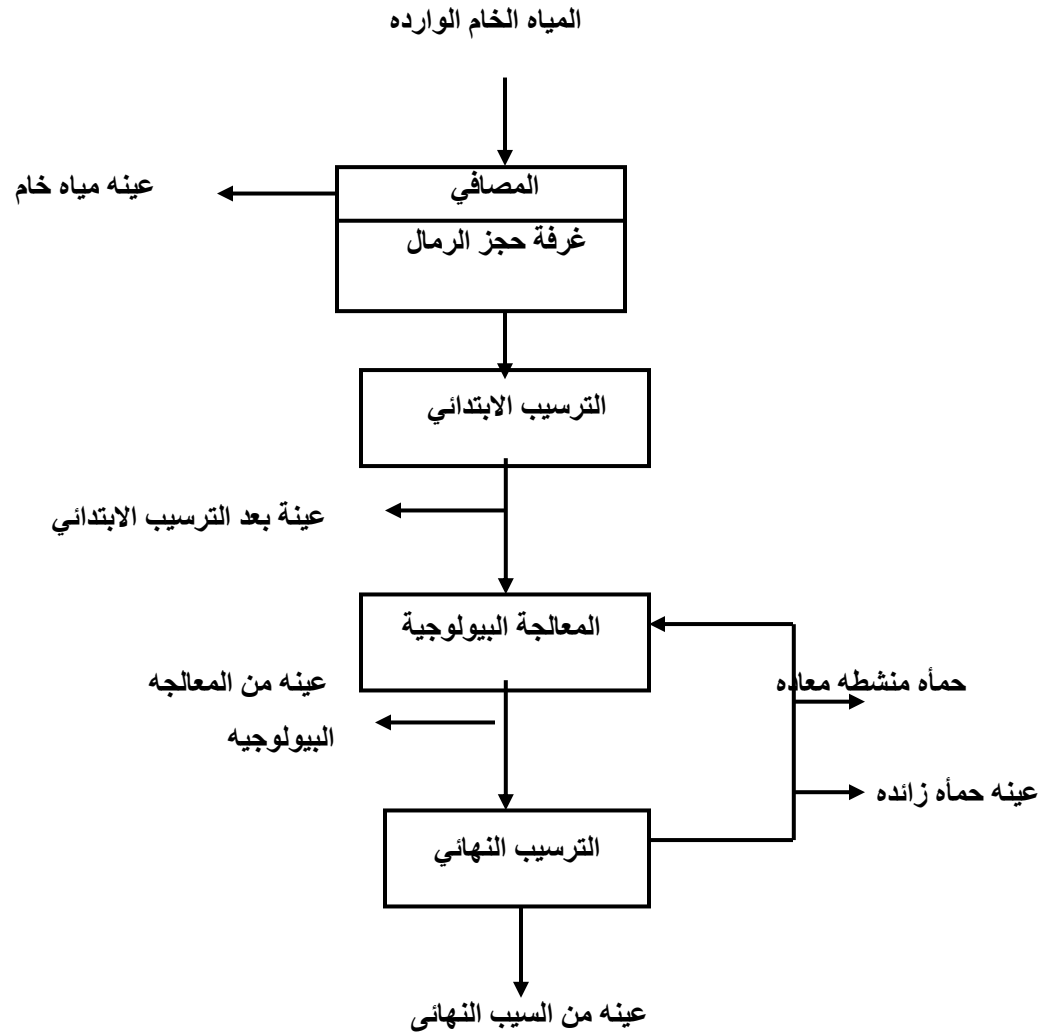 المياه الخام الوارده
المصافي
عينه مياه خام
غرفة حجز الرمال
الترسيب الابتدائي
عينة بعد الترسيب الابتدائي
المعالجة البيولوجية
عينه من المعالجه
البيولوجيه
حمأه منشطه معاده
عينه حمأه زائده
الترسيب النهائي
عينه من السيب النهائى